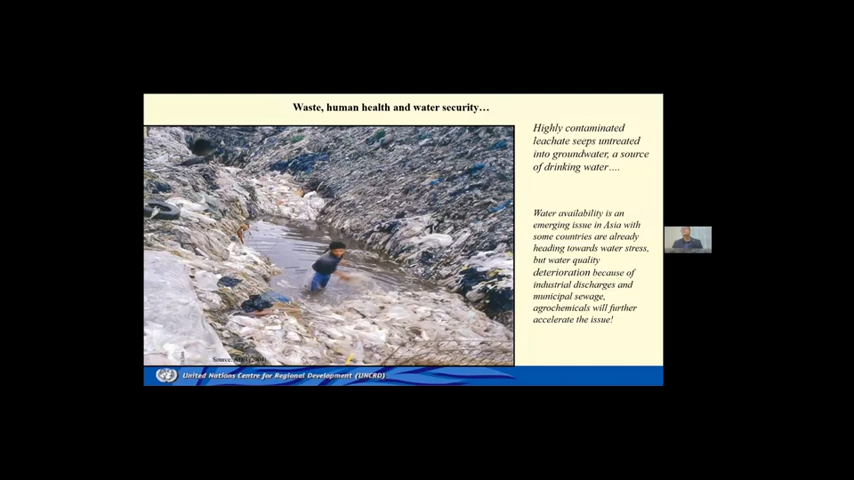 Waste, human health and water security…
Highly contaminated
leachate seeps untreated
into groundwater, a source
of drinking water….
Water availability is an
emerging issue in Asia with
some countries are already
heading towards water stress,
but water quality
deterioration because of
industrial discharges and
municipal sewage,
agrochemicals will further
accelerate the issue!
Source:
United Nations Centre for Regional Development (UNCRD)